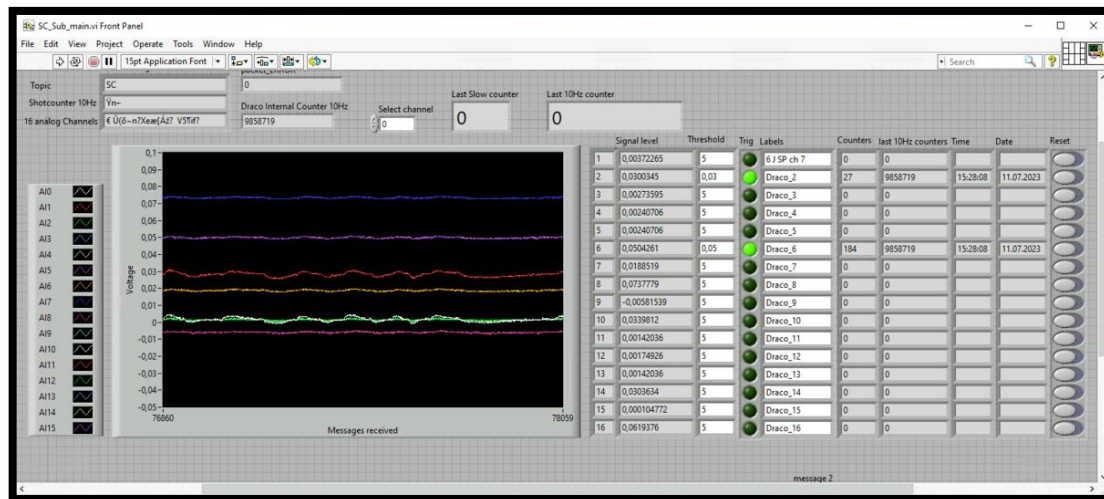 SC_Sub_main.vi Front Panel
File Edit View Project Operate Tools Window Help
15pt Application Font
Search
Topic SC
0
Shotcounter 10Hz Ÿn~
Draco Internal Counter 10Hz
9858719
16 analog Channels
Select channel
0
Last Slow counter
0
Last 10Hz counter
0
Signal level Threshold Trig Labels Counters last 10Hz counters Time Date Reset
1 0,00372265 5 6 J SP ch 7 0 0
2 0,0300345 0,03 Draco_2 27 9858719 15:28:08 11.07.2023
3 0,00273595 5 Draco_3 0 0
4 0,00240706 5 Draco_4 0 0
5 0,00240706 5 Draco_5 0 0
6 0,0504261 0,05 Draco_6 184 9858719 15:28:08 11.07.2023
7 0,0188519 5 Draco_7 0 0
8 0,0737779 5 Draco_8 0 0
9 -0,00581539 5 Draco_9 0 0
10 0,0339812 5 Draco_10 0 0
11 0,00142036 5 Draco_11 0 0
12 0,00174926 5 Draco_12 0 0
13 0,00142036 5 Draco_13 0 0
14 0,0303634 5 Draco_14 0 0
15 0,000104772 5 Draco_15 0 0
16 0,0619376 5 Draco_16 0 0
AI0
AI1
AI2
AI3
AI4
AI5
AI6
AI7
AI8
AI9
AI10
AI11
AI12
AI13
AI14
AI15
Voltage
0,1
0,09
0,08
0,07
0,06
0,05
0,04
0,03
0,02
0,01
0
-0,01
-0,02
-0,03
-0,04
-0,05
76860 78059
Messages received
message 2